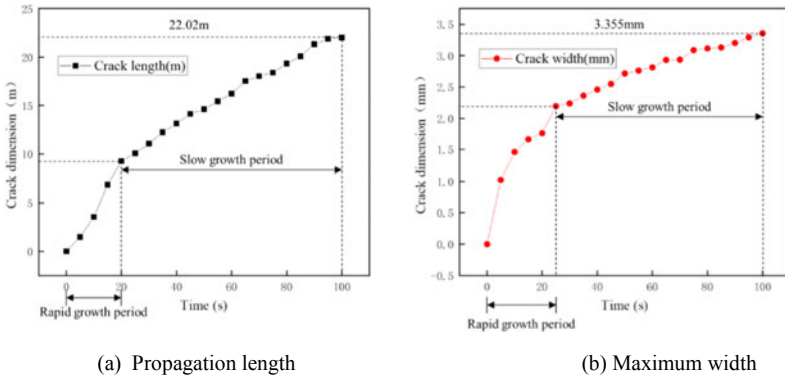 22.02m
Crack length(m)
Slow growth period
Crack dimension（m）
25
20
15
10
5
0
0 20 40 60 80 100
Time (s)
Rapid growth period
(a) Propagation length
3.355mm
Crack width(mm)
Slow growth period
Crack dimension（mm）
3.5
3.0
2.5
2.0
1.5
1.0
0.5
0.0
-0.5
0 20 40 60 80 100
Time (s)
Rapid growth period
(b) Maximum width